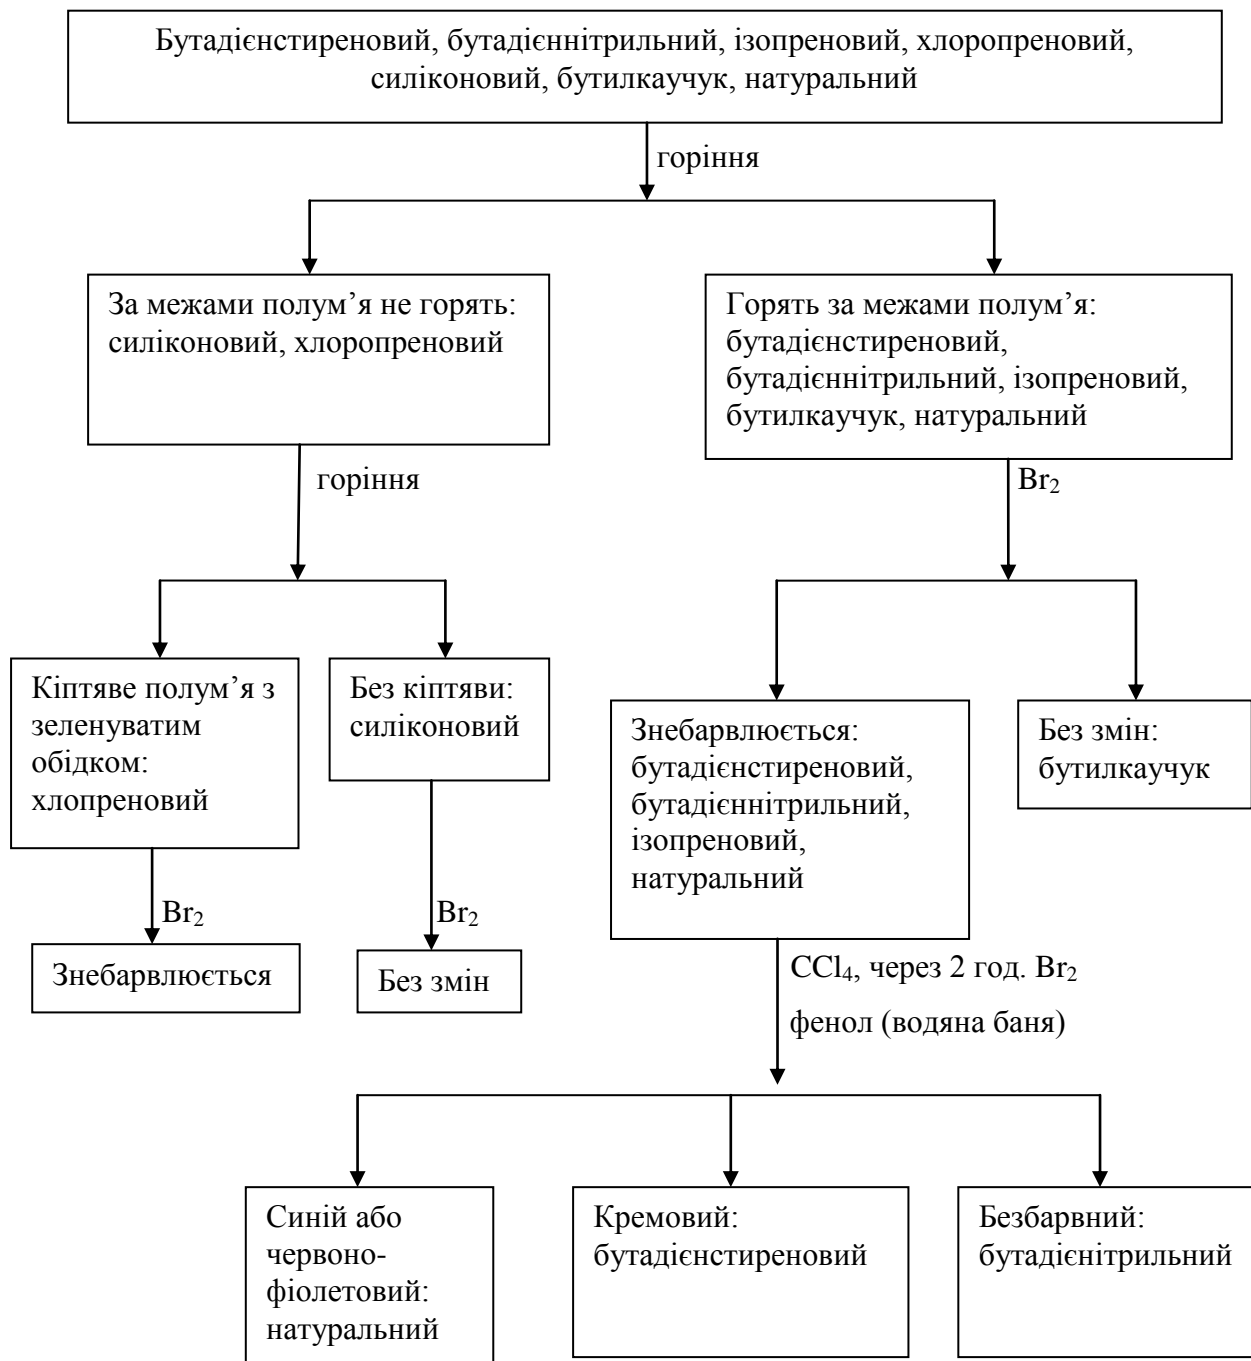 Бутадієнстиреновий, бутадієннітрильний, ізопреновий, хлоропреновий,
силіконовий, бутилкаучук, натуральний
горіння
За межами полум’я не горять:
силіконовий, хлоропреновий
Горять за межами полум’я:
бутадієнстиреновий,
бутадієннітрильний, ізопреновий,
бутилкаучук, натуральний
горіння
Br₂
Кіптяве полум’я з
зеленуватим
обідком:
хлопреновий
Без кіптяви:
силіконовий
Знебарвлюється:
бутадієнстиреновий,
бутадієннітрильний,
ізопреновий,
натуральний
Без змін:
бутилкаучук
Br₂
Br₂
Знебарвлюється
Без змін
CCl₄, через 2 год. Br₂
фенол (водяна баня)
Синій або
червоно-
фіолетовий:
натуральний
Кремовий:
бутадієнстиреновий
Безбарвний:
бутадієнітрильний